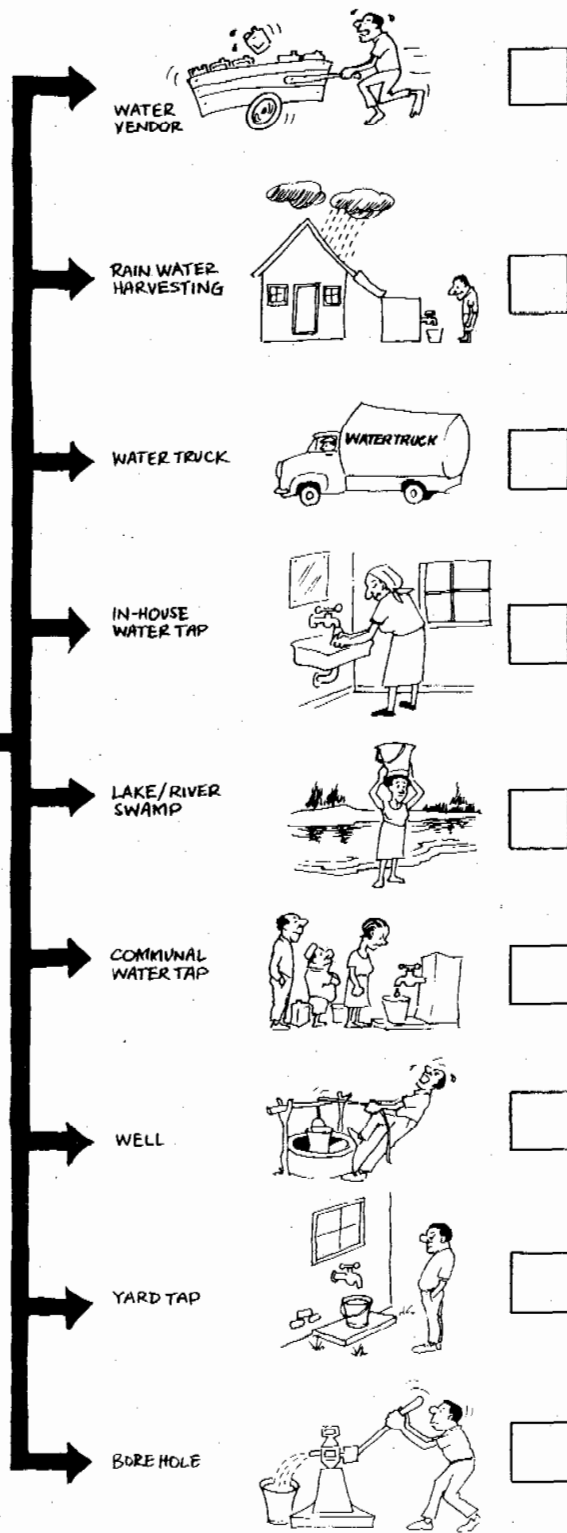 WATER
VENDOR
RAIN WATER
HARVESTING
WATER TRUCK
WATERTRUCK
IN-HOUSE
WATER TAP
LAKE/RIVER
SWAMP
COMMUNAL
WATER TAP
WELL
YARD TAP
BORE HOLE